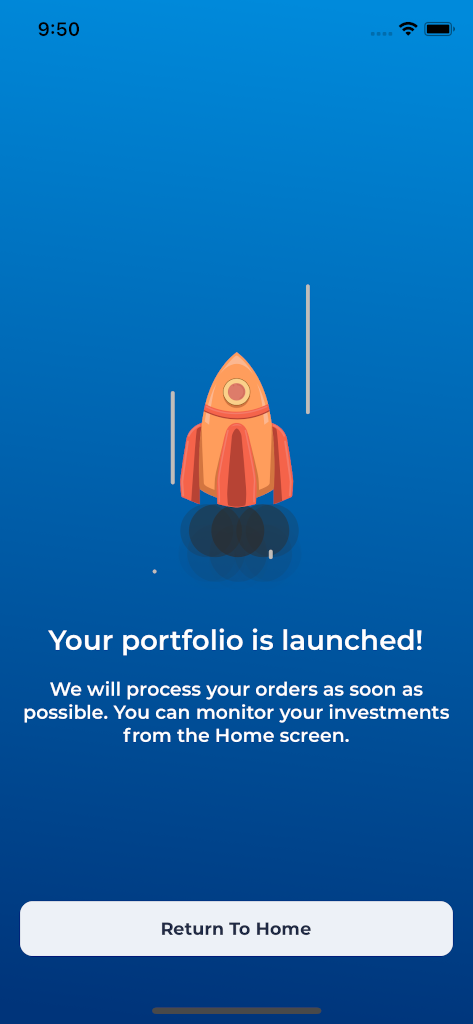 9:50
Your portfolio is launched!
We will process your orders as soon as
possible. You can monitor your investments
from the Home screen.
Return To Home